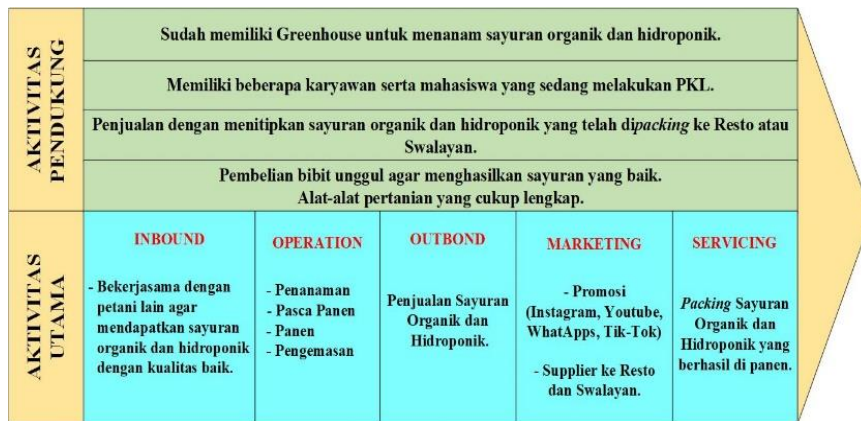 AKTIVITAS
PENDUKUNG
Sudah memiliki Greenhouse untuk menanam sayuran organik dan hidroponik.
Memiliki beberapa karyawan serta mahasiswa yang sedang melakukan PKL.
Penjualan dengan menitipkan sayuran organik dan hidroponik yang telah dipacking ke Resto atau
Swalayan.
Pembelian bibit unggul agar menghasilkan sayuran yang baik.
Alat-alat pertanian yang cukup lengkap.
AKTIVITAS
UTAMA
INBOUND
- Bekerjasama dengan
petani lain agar
mendapatkan sayuran
organik dan hidroponik
dengan kualitas baik.
OPERATION
- Penanaman
- Pasca Panen
- Panen
- Pengemasan
OUTBOND
Penjualan Sayuran
Organik dan
Hidroponik.
MARKETING
- Promosi
(Instagram, Youtube,
WhatApps, Tik-Tok)
- Supplier ke Resto
dan Swalayan.
SERVICING
Packing Sayuran
Organik dan
Hidroponik yang
berhasil di panen.